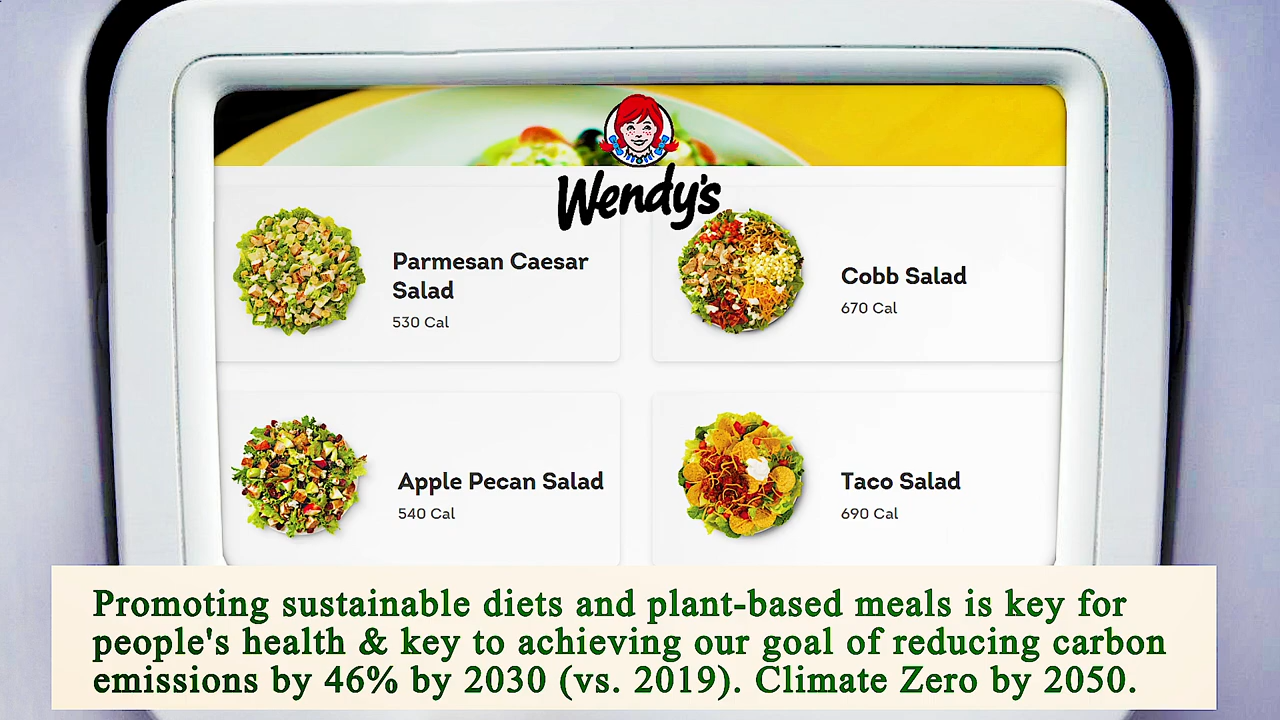 Wendy's
Parmesan Caesar
Salad
530 Cal
Cobb Salad
670 Cal
Apple Pecan Salad
540 Cal
Taco Salad
690 Cal
Promoting sustainable diets and plant-based meals is key for
people's health & key to achieving our goal of reducing carbon
emissions by 46% by 2030 (vs. 2019). Climate Zero by 2050.